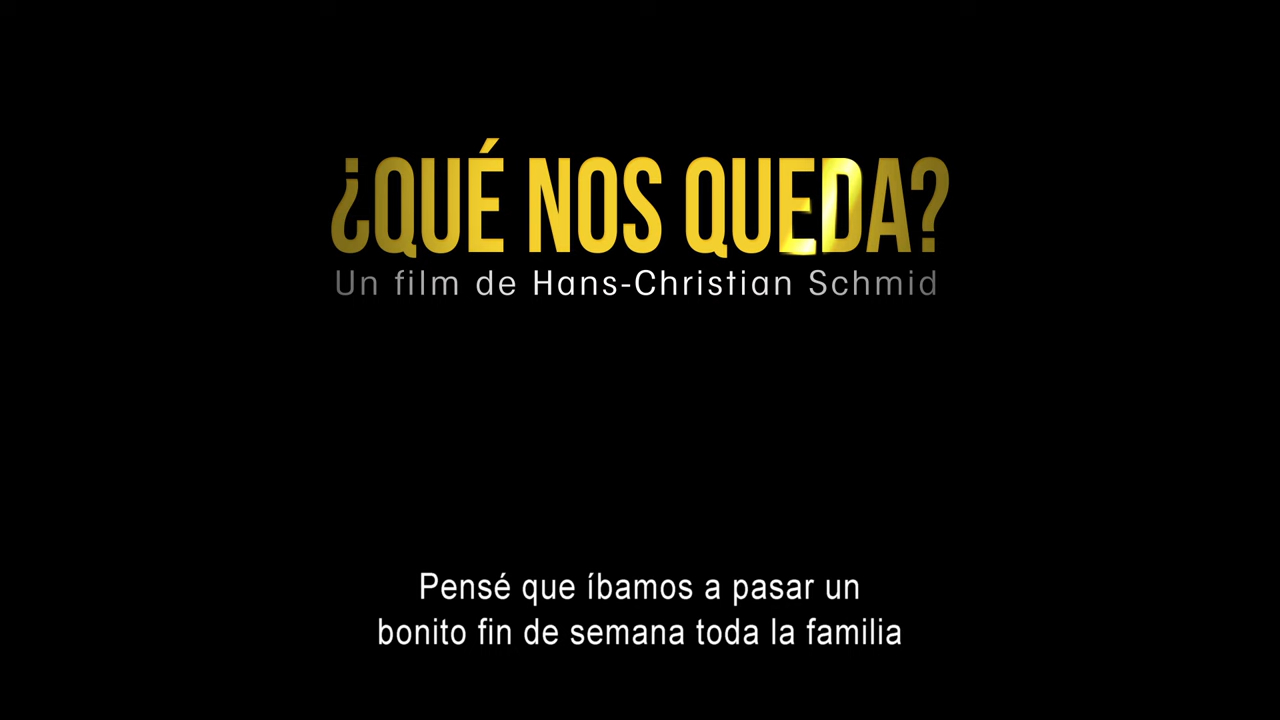 ¿QUÉ NOS QUEDA?
Un film de Hans-Christian Schmid
Pensé que íbamos a pasar un
bonito fin de semana toda la familia